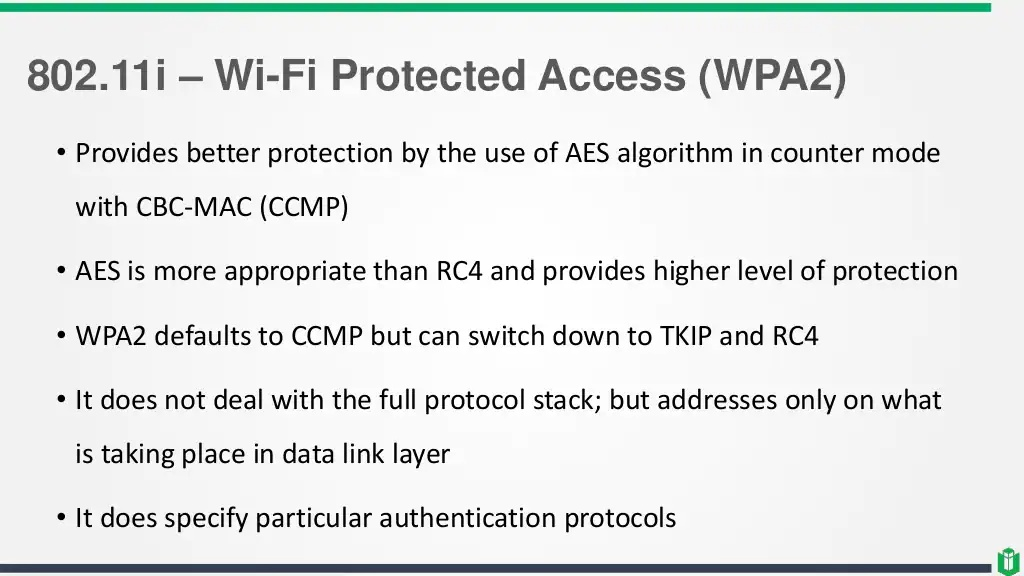 802.11i – Wi-Fi Protected Access (WPA2)
• Provides better protection by the use of AES algorithm in counter mode
with CBC-MAC (CCMP)
• AES is more appropriate than RC4 and provides higher level of protection
• WPA2 defaults to CCMP but can switch down to TKIP and RC4
• It does not deal with the full protocol stack; but addresses only on what
is taking place in data link layer
• It does specify particular authentication protocols